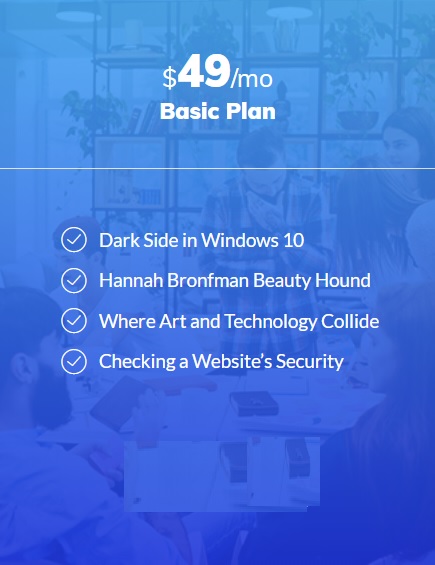 $49/mo
Basic Plan
Dark Side in Windows 10
Hannah Bronfman Beauty Hound
Where Art and Technology Collide
Checking a Website's Security